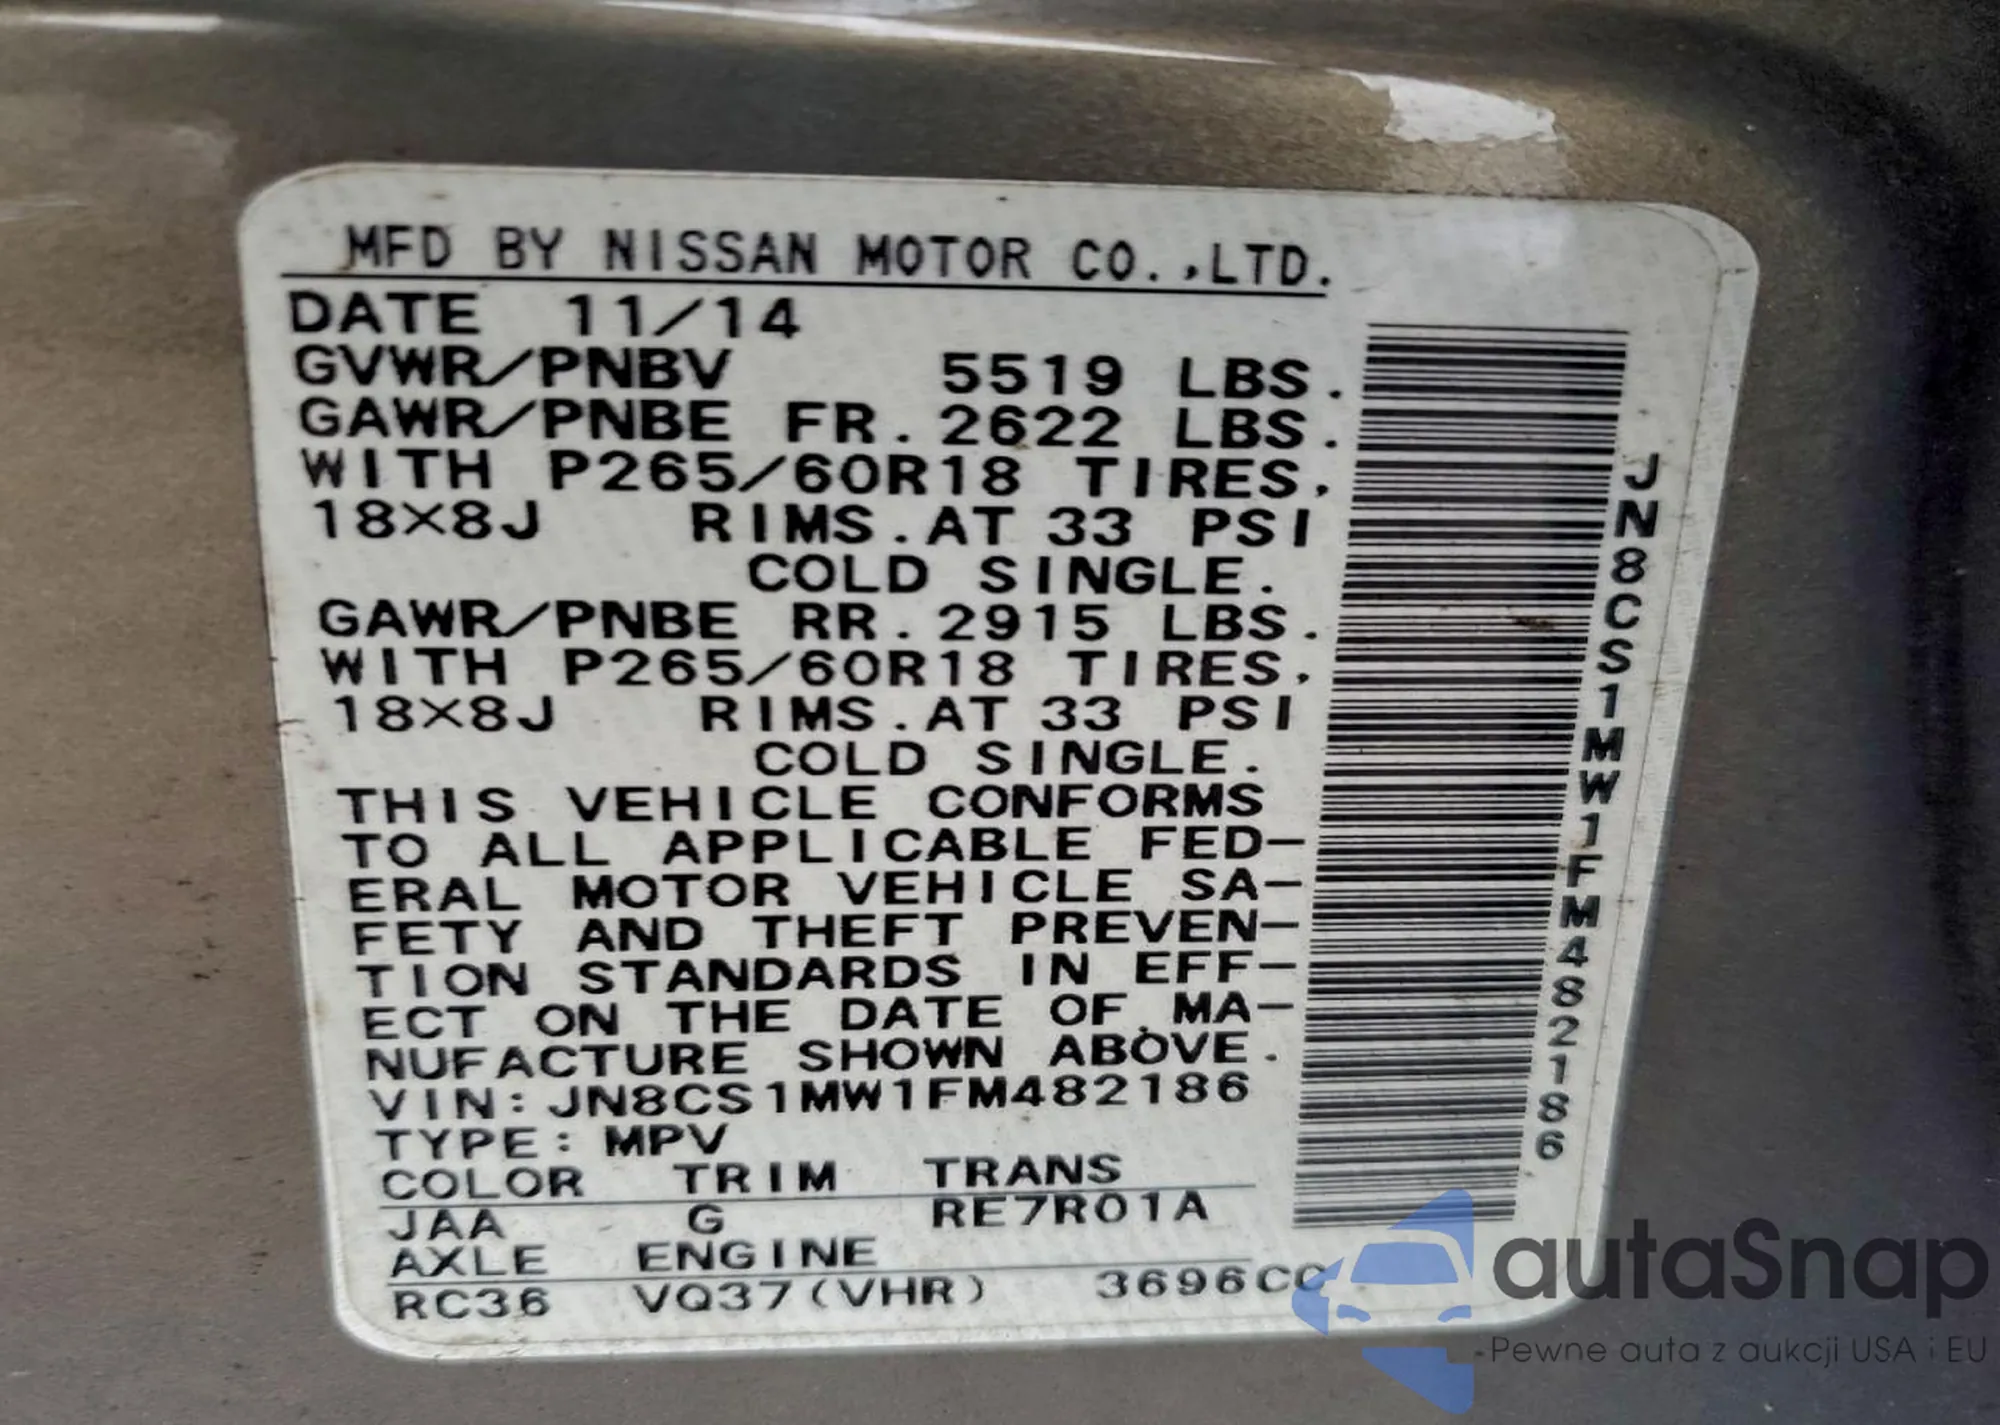 MFD BY NISSAN MOTOR CO.,LTD.
DATE 11/14
GVWR/PNBV 5519 LBS.
GAWR/PNBE FR. 2622 LBS.
WITH P265/60R18 TIRES,
18X8J RIMS. AT 33 PSI
COLD SINGLE.
GAWR/PNBE RR. 2915 LBS.
WITH P265/60R18 TIRES,
18X8J RIMS. AT 33 PSI
COLD SINGLE.
THIS VEHICLE CONFORMS
TO ALL APPLICABLE FED-
ERAL MOTOR VEHICLE SA-
FETY AND THEFT PREVEN-
TION STANDARDS IN EFF-
ECT ON THE DATE OF MA-
NUFACTURE SHOWN ABOVE.
VIN: JN8CS1MW1FM482186
TYPE: MPV
COLOR TRIM TRANS
JAA G RE7R01A
AXLE ENGINE
RC36 VQ37(VHR) 3696CC
JN8CS1MW1FM482186
autaSnap
Pewne auta z aukcji USA i EU